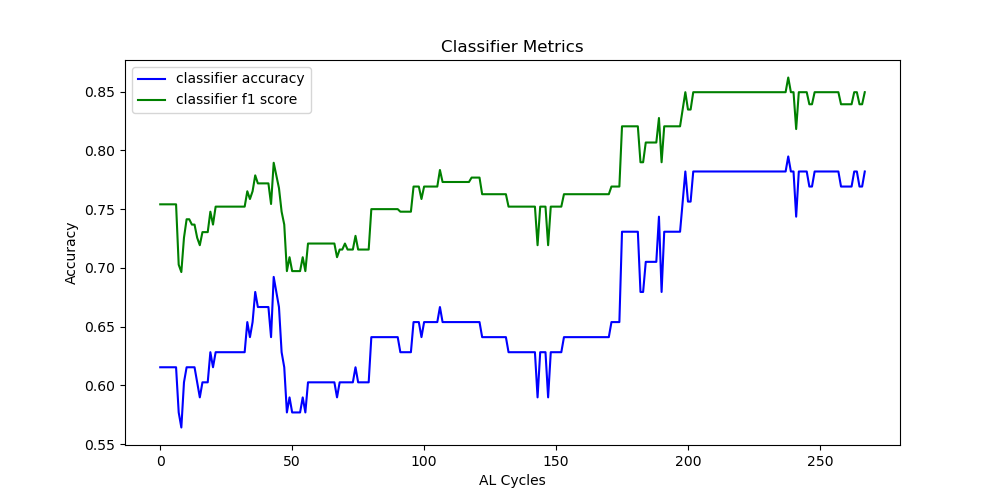 Classifier Metrics
classifier accuracy
classifier f1 score
Accuracy
0.85
0.80
0.75
0.70
0.65
0.60
0.55
0
50
100
150
200
250
AL Cycles